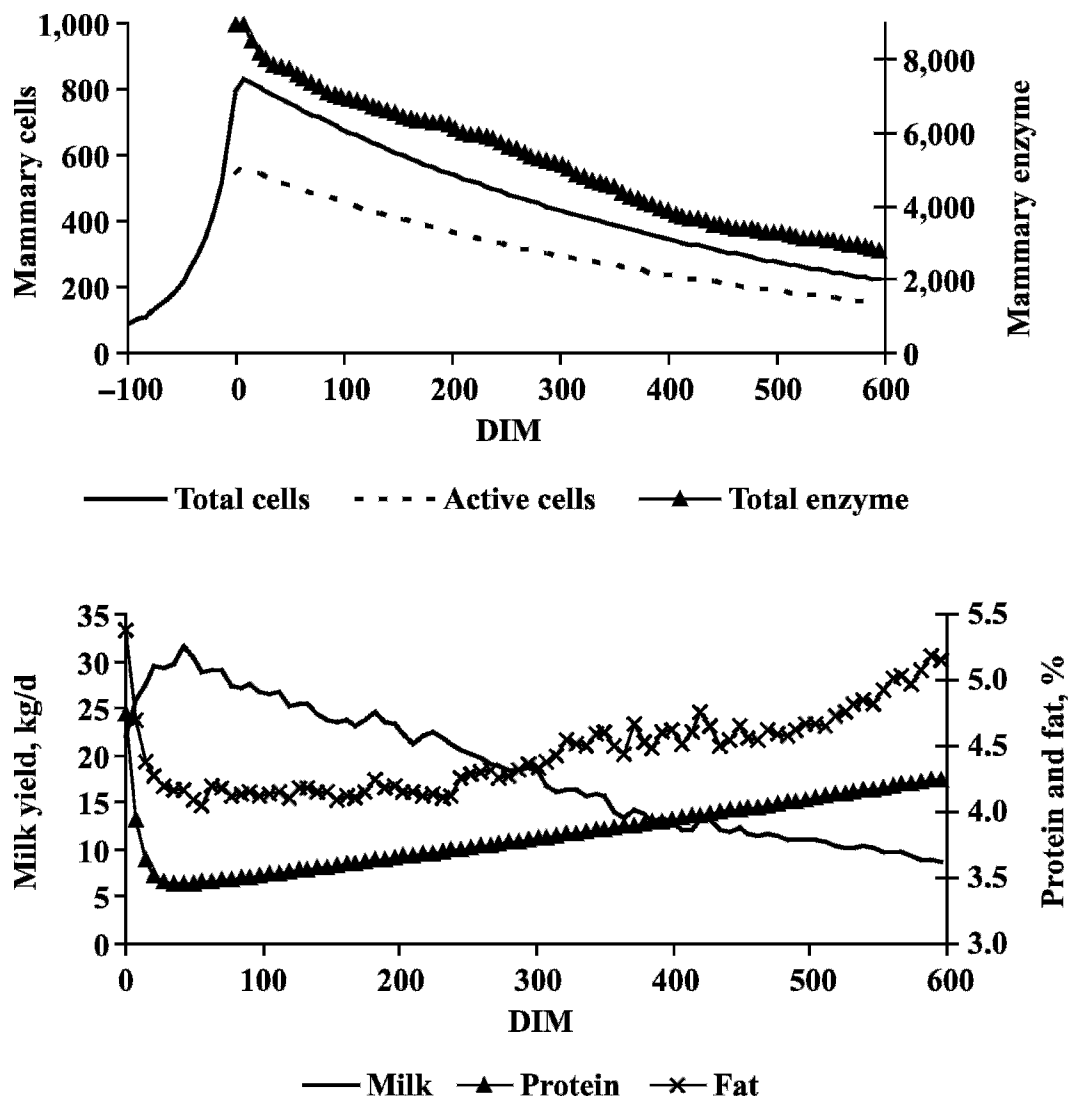 1,000
800
600
400
200
0
Mammary cells
8,000
6,000
4,000
2,000
0
Mammary enzyme
–100 0 100 200 300 400 500 600
DIM
Total cells Active cells Total enzyme
35
30
25
20
15
10
5
0
Milk yield, kg/d
5.5
5.0
4.5
4.0
3.5
3.0
Protein and fat, %
0 100 200 300 400 500 600
DIM
Milk Protein Fat